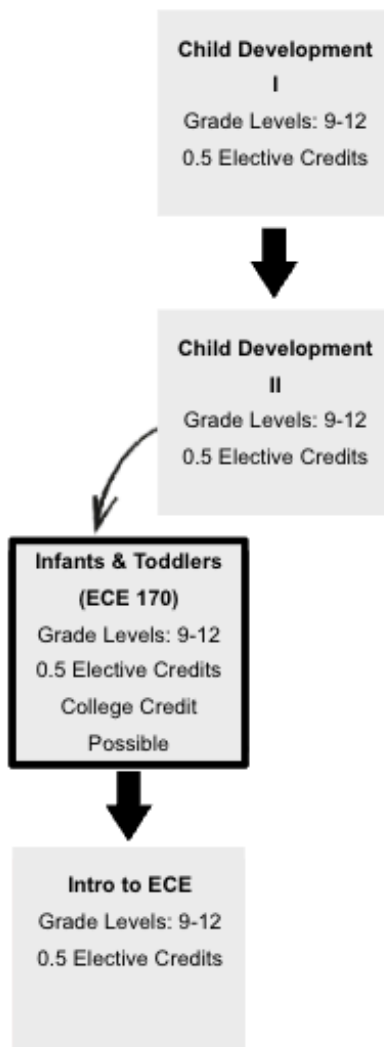 Child Development
I
Grade Levels: 9-12
0.5 Elective Credits
Child Development
II
Grade Levels: 9-12
0.5 Elective Credits
Infants & Toddlers
(ECE 170)
Grade Levels: 9-12
0.5 Elective Credits
College Credit
Possible
Intro to ECE
Grade Levels: 9-12
0.5 Elective Credits